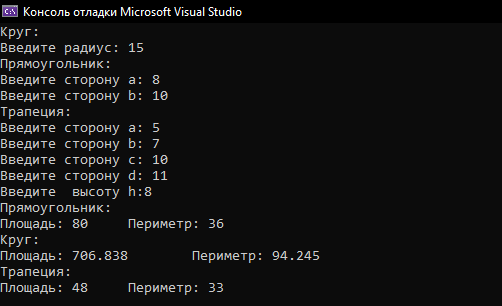 Консоль отладки Microsoft Visual Studio
Круг:
Введите радиус: 15
Прямоугольник:
Введите сторону a: 8
Введите сторону b: 10
Трапеция:
Введите сторону a: 5
Введите сторону b: 7
Введите сторону c: 10
Введите сторону d: 11
Введите  высоту h:8
Прямоугольник:
Площадь: 80     Периметр: 36
Круг:
Площадь: 706.838        Периметр: 94.245
Трапеция:
Площадь: 48     Периметр: 33